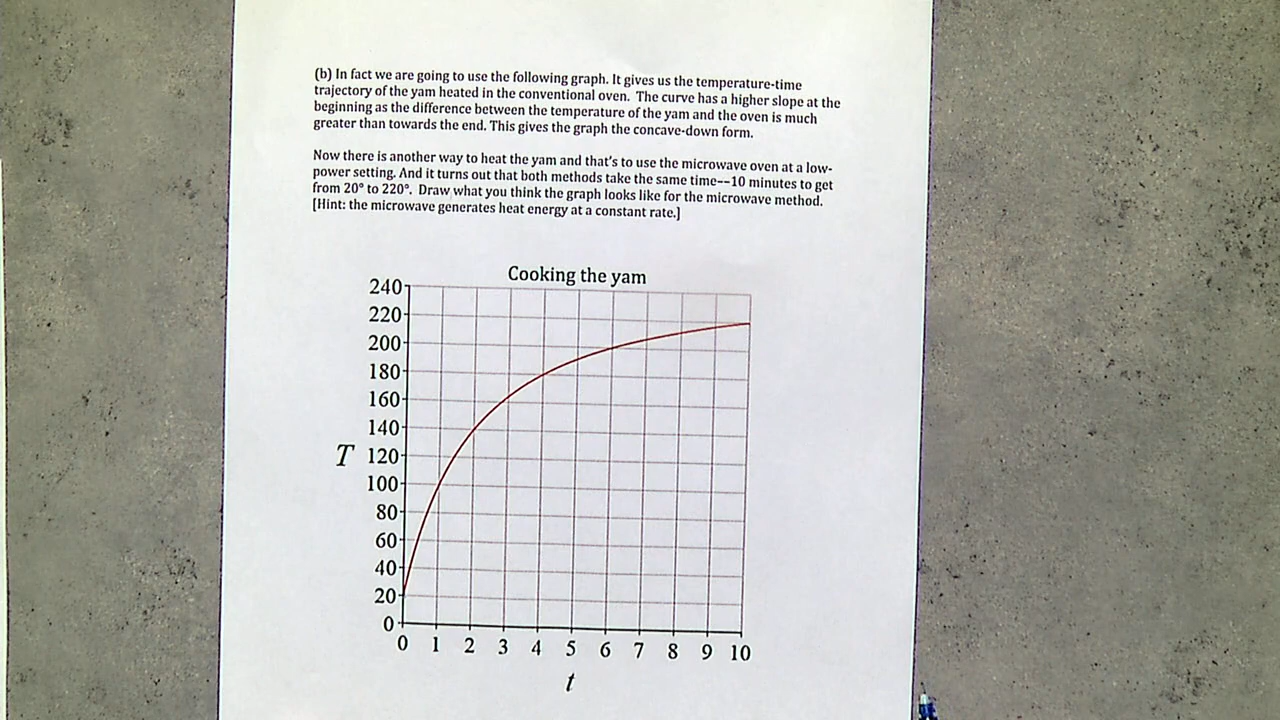 (b) In fact we are going to use the following graph. It gives us the temperature-time
trajectory of the yam heated in the conventional oven. The curve has a higher slope at the
beginning as the difference between the temperature of the yam and the oven is much
greater than towards the end. This gives the graph the concave-down form.
Now there is another way to heat the yam and that's to use the microwave oven at a low-
power setting. And it turns out that both methods take the same time--10 minutes to get
from 20° to 220°. Draw what you think the graph looks like for the microwave method.
[Hint: the microwave generates heat energy at a constant rate.]
Cooking the yam
240
220
200
180
160
140
T 120
100
80
60
40
20
0
0 1 2 3 4 5 6 7 8 9 10
t